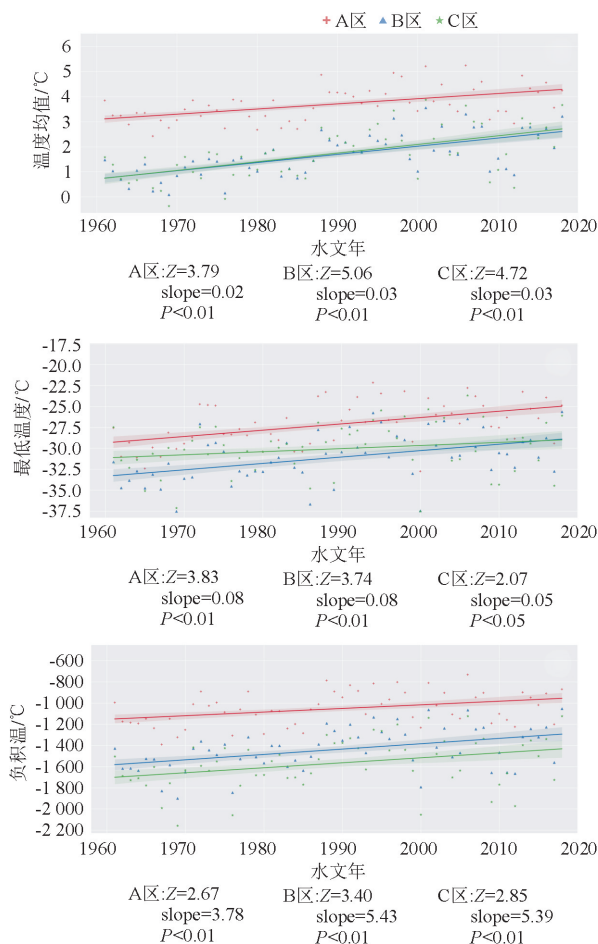 A区 B区 C区
6
5
4
3
2
1
0
温度均值/℃
1960 1970 1980 1990 2000 2010 2020
水文年
A区:Z=3.79 B区:Z=5.06 C区:Z=4.72
slope=0.02 slope=0.03 slope=0.03
P<0.01 P<0.01 P<0.01
-17.5
-20.0
-22.5
-25.0
-27.5
-30.0
-32.5
-35.0
-37.5
最低温度/℃
1960 1970 1980 1990 2000 2010 2020
水文年
A区:Z=3.83 B区:Z=3.74 C区:Z=2.07
slope=0.08 slope=0.08 slope=0.05
P<0.01 P<0.01 P<0.05
-600
-800
-1 000
-1 200
-1 400
-1 600
-1 800
-2 000
-2 200
负积温/℃
1960 1970 1980 1990 2000 2010 2020
水文年
A区:Z=2.67 B区:Z=3.40 C区:Z=2.85
slope=3.78 slope=5.43 slope=5.39
P<0.01 P<0.01 P<0.01